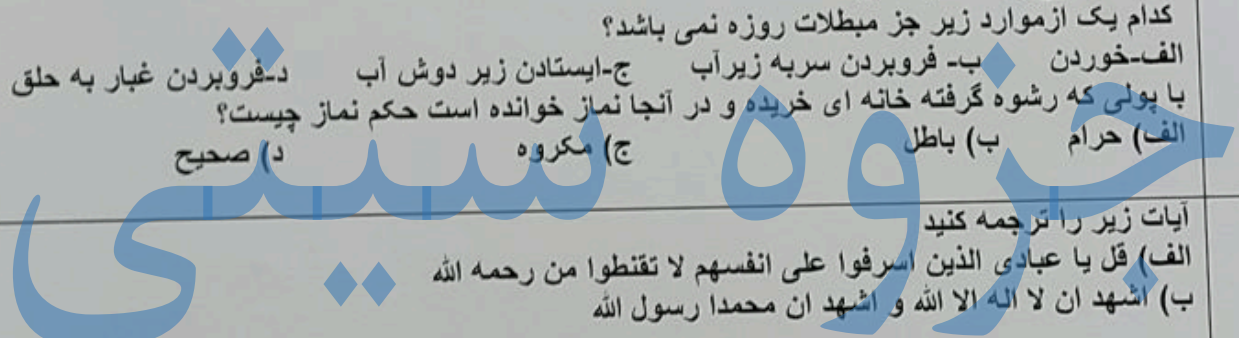 کدام یک ازموارد زیر جز مبطلات روزه نمی باشد؟
الف-خوردن ب- فروبردن سربه زیرآب ج-ایستادن زیر دوش آب د-فروبردن غبار به حلق
با پولی که رشوه گرفته خانه ای خریده و در آنجا نماز خوانده است حکم نماز چیست؟
الف) حرام ب) باطل ج) مکروه د) صحیح
جزوه سیتی
آیات زیر را ترجمه کنید
الف) قل یا عبادی الذین اسرفوا علی انفسهم لا تقنطوا من رحمه الله
ب) اشهد ان لا اله الا الله و اشهد ان محمدا رسول الله